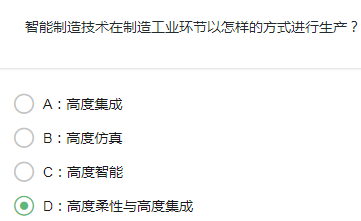 智能制造技术在制造工业环节以怎样的方式进行生产？
A：高度集成
B：高度仿真
C：高度智能
D：高度柔性与高度集成